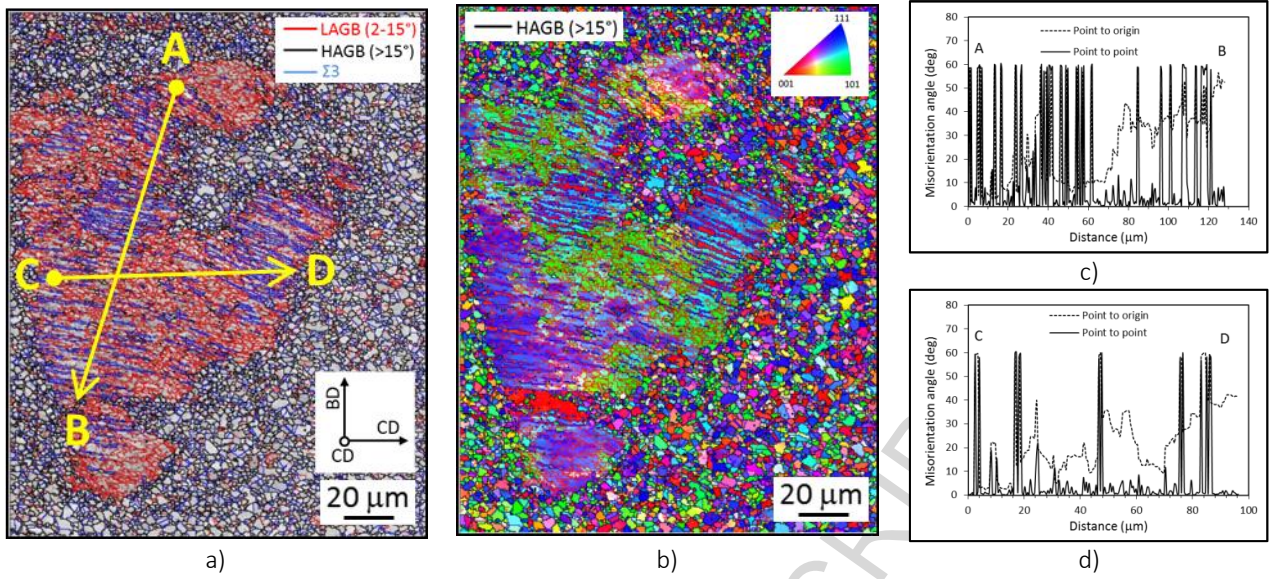 LAGB (2-15°)
HAGB (>15°)
Σ3
A
C
D
B
BD
CD
CD
20 µm
a)
HAGB (>15°)
111
001
101
20 µm
b)
Misorientation angle (deg)
80
70
60
50
40
30
20
10
0
Point to origin
Point to point
A
B
0
20
40
60
80
100
120
140
Distance (µm)
c)
Misorientation angle (deg)
80
70
60
50
40
30
20
10
0
Point to origin
Point to point
C
D
0
20
40
60
80
100
Distance (µm)
d)